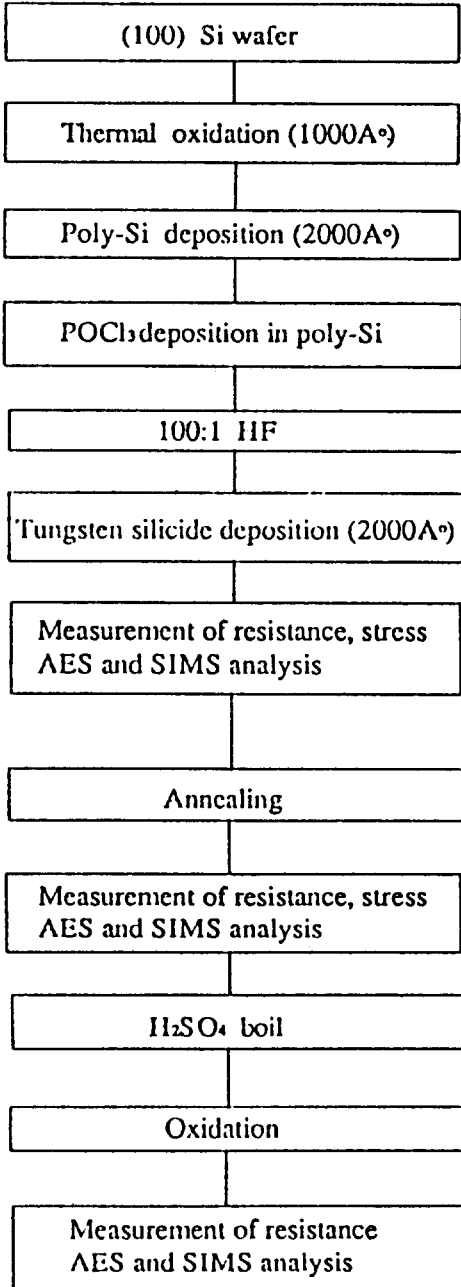 (100) Si wafer
Thermal oxidation (1000A°)
Poly-Si deposition (2000A°)
POCl₃ deposition in poly-Si
100:1 HF
Tungsten silicide deposition (2000A°)
Measurement of resistance, stress
AES and SIMS analysis
Annealing
Measurement of resistance, stress
AES and SIMS analysis
H₂SO₄ boil
Oxidation
Measurement of resistance
AES and SIMS analysis